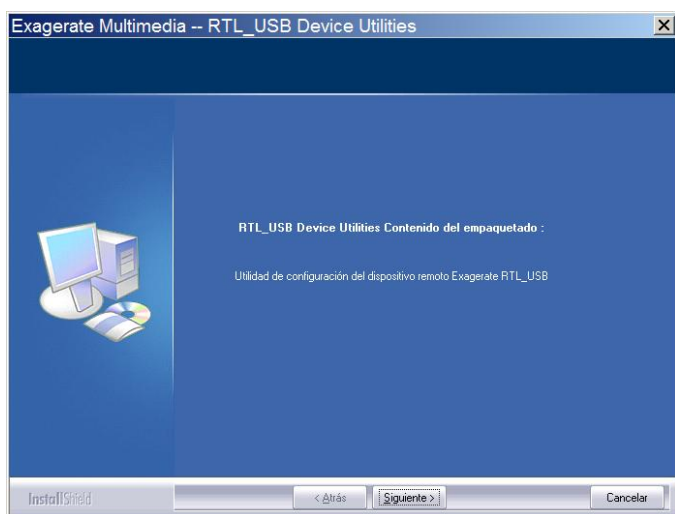 Exagerate Multimedia -- RTL_USB Device Utilities
RTL_USB Device Utilities Contenido del empaquetado :
Utilidad de configuración del dispositivo remoto Exagerate RTL_USB
InstallShield
< Atrás
Siguiente >
Cancelar